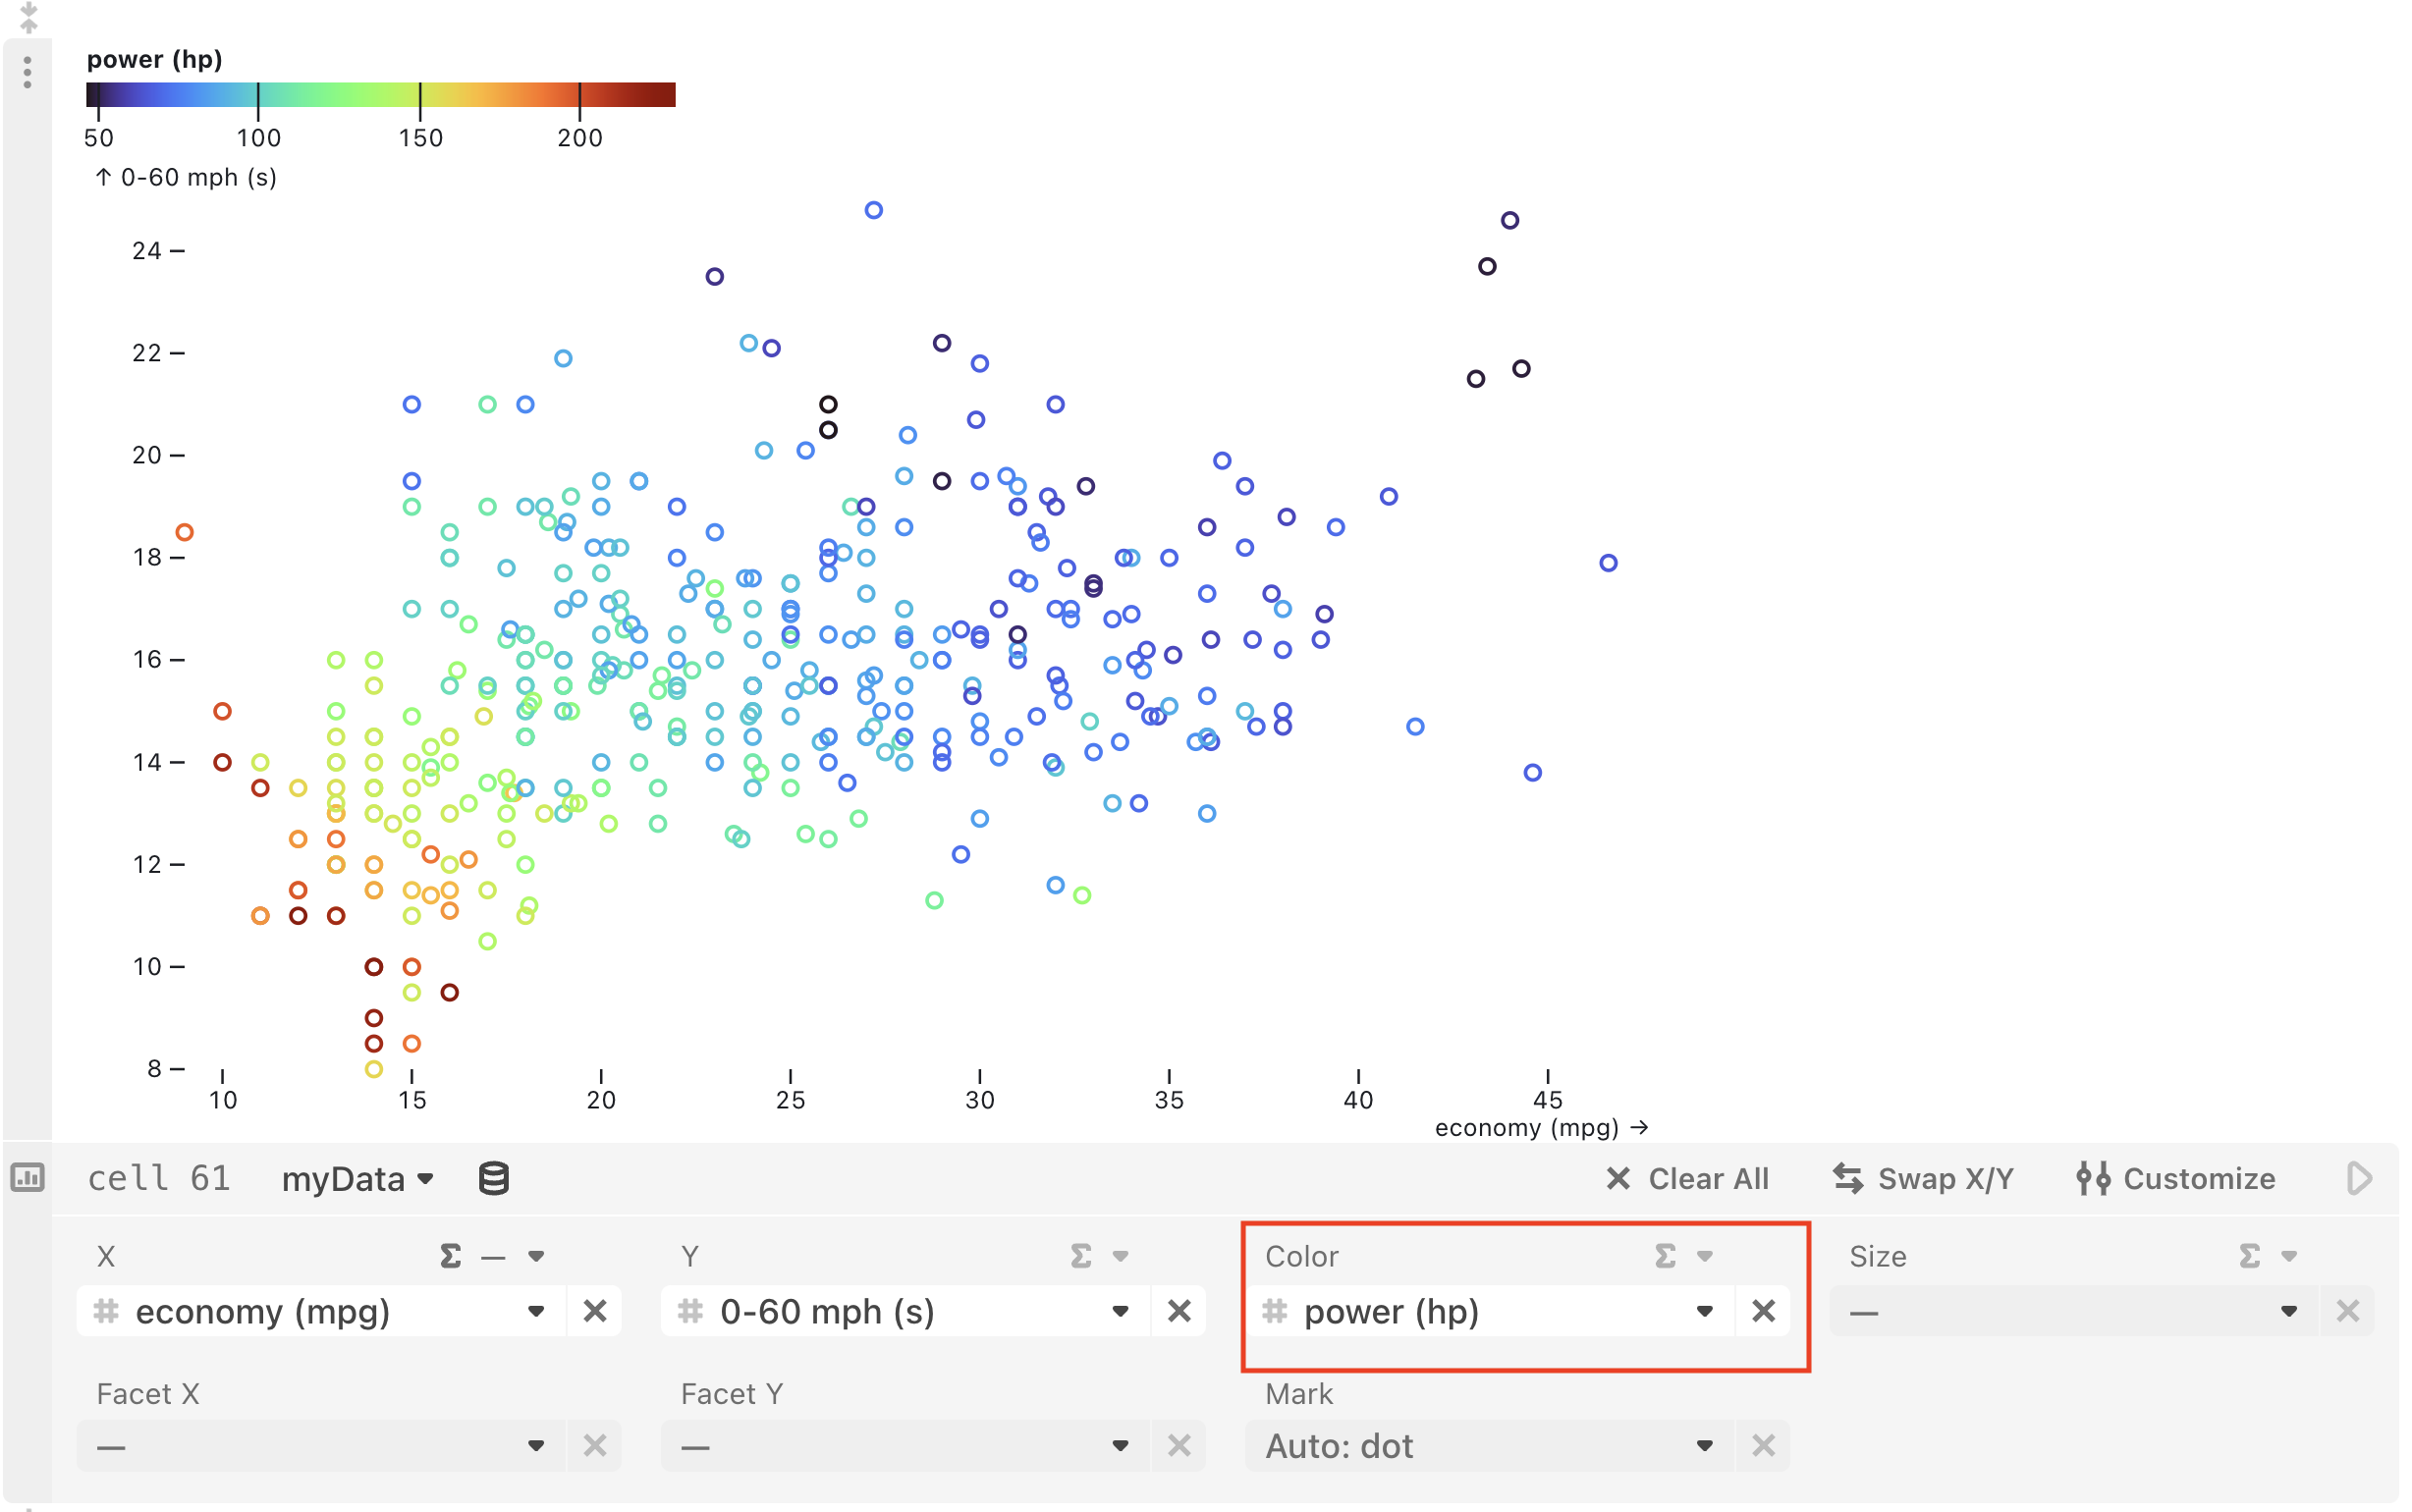 power (hp)
50 100 150 200
↑ 0-60 mph (s)
24
22
20
18
16
14
12
10
8
10 15 20 25 30 35 40 45
economy (mpg) →
cell 61 myData Clear All Swap X/Y Customize
X Σ — Y Σ Color Σ Size Σ
# economy (mpg) # 0-60 mph (s) # power (hp) —
Facet X Facet Y Mark
— — Auto: dot